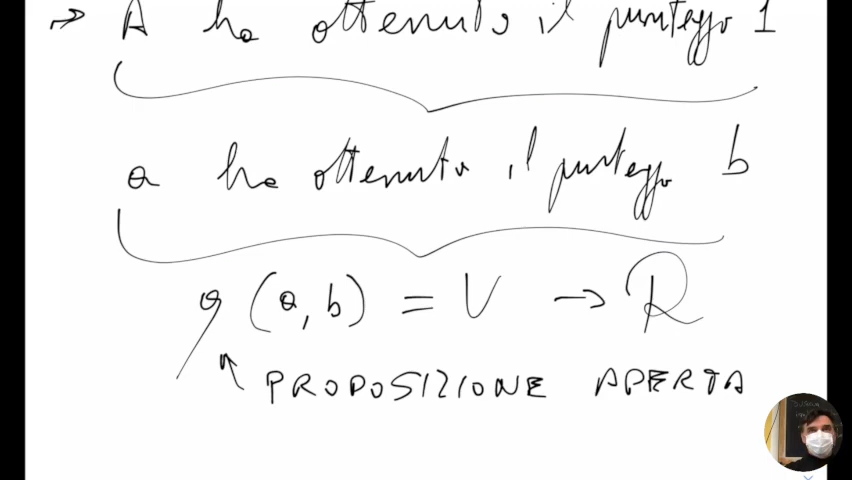 → A ha ottenuto il punteggio 1
a ha ottenuto il punteggio b
℘ (a, b) = V → R
↑ PROPOSIZIONE APERTA